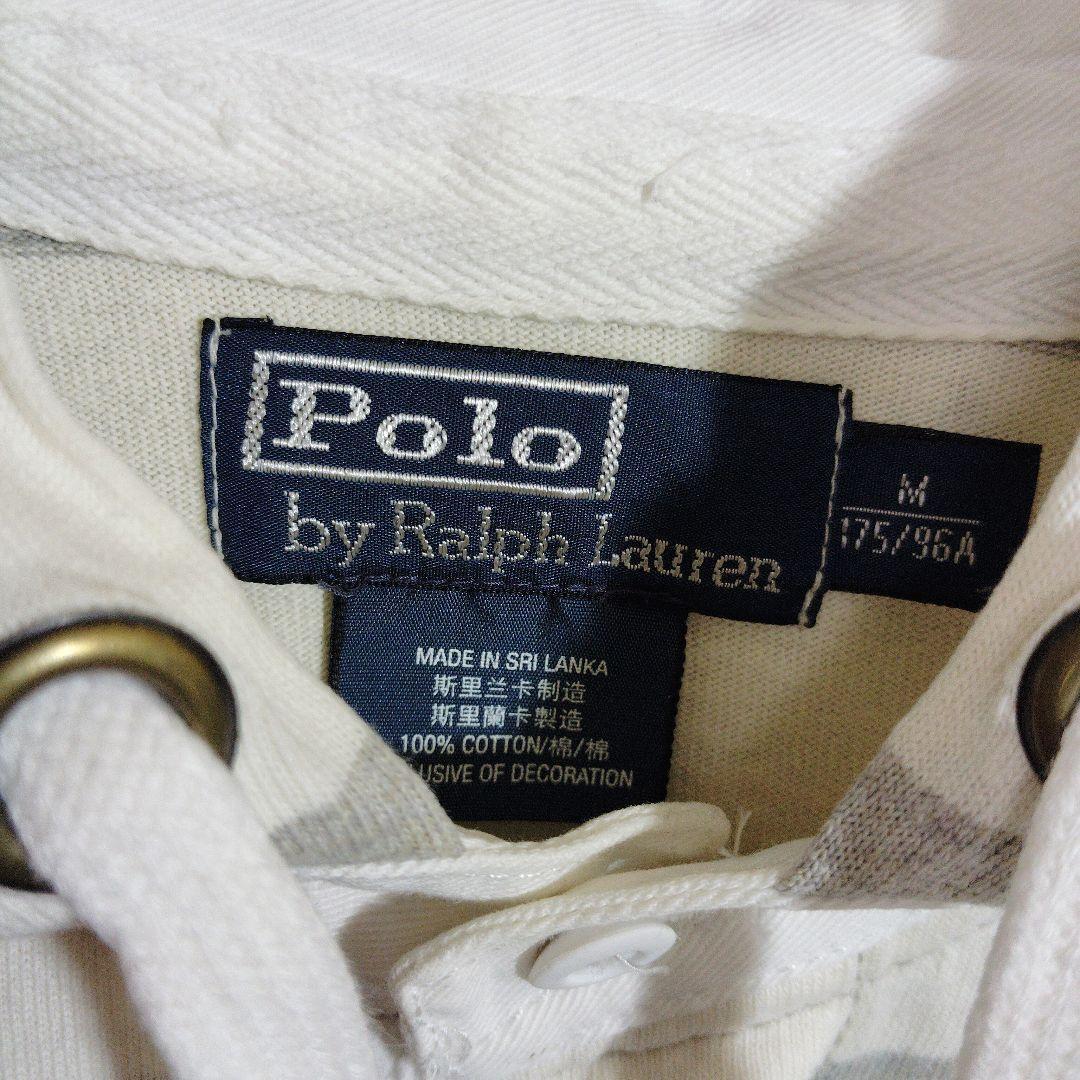 Polo
by Ralph Lauren
M
175/96A
MADE IN SRI LANKA
斯里兰卡制造
斯里蘭卡製造
100% COTTON/棉/棉
OF DECORATION